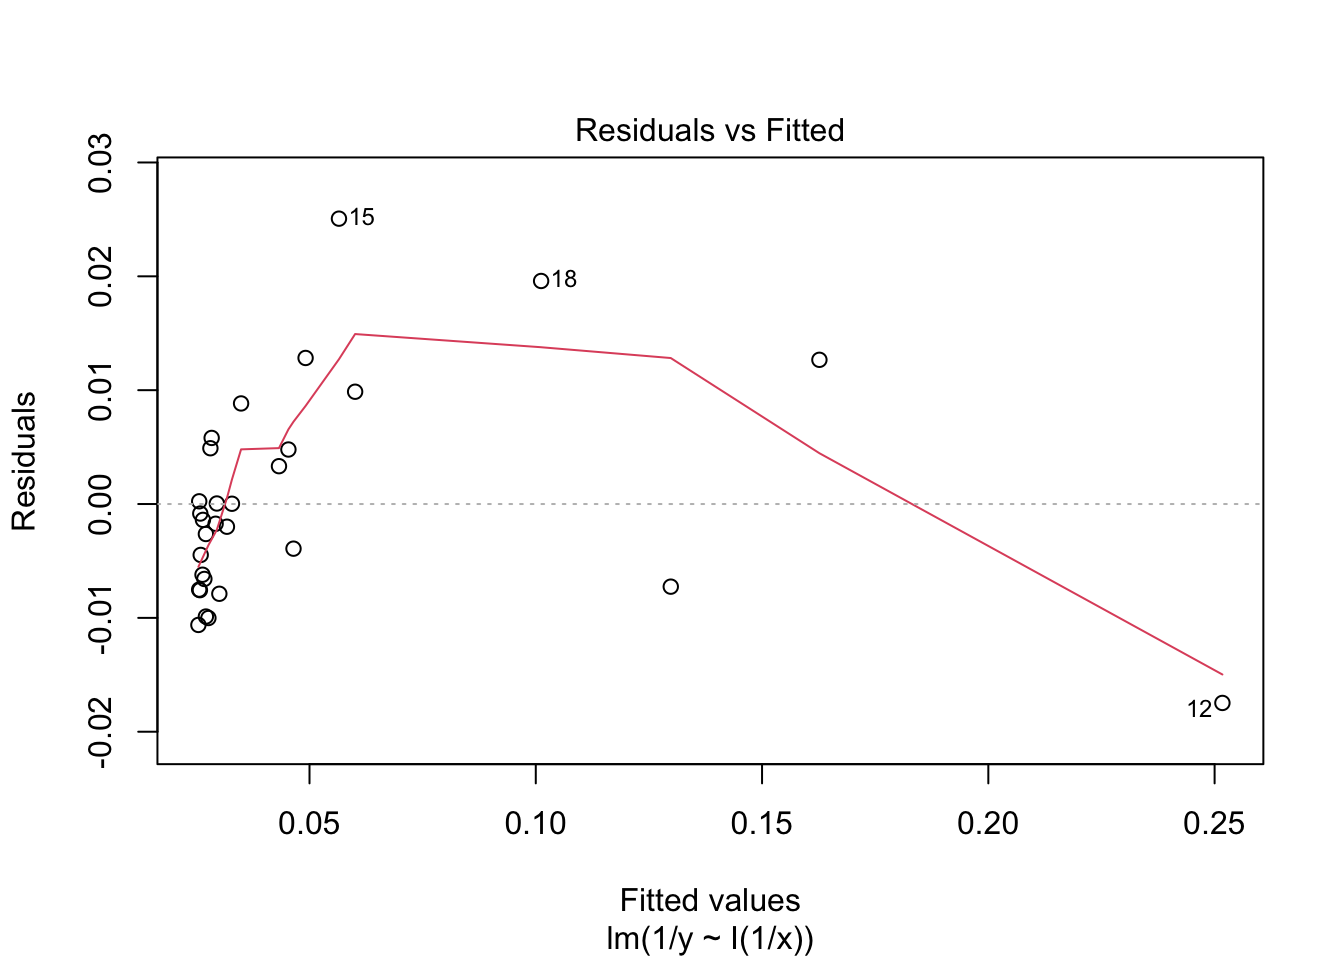 Residuals vs Fitted
Residuals
0.03
0.02
0.01
0.00
-0.01
-0.02
15
18
12
0.05 0.10 0.15 0.20 0.25
Fitted values
lm(1/y ~ I(1/x))